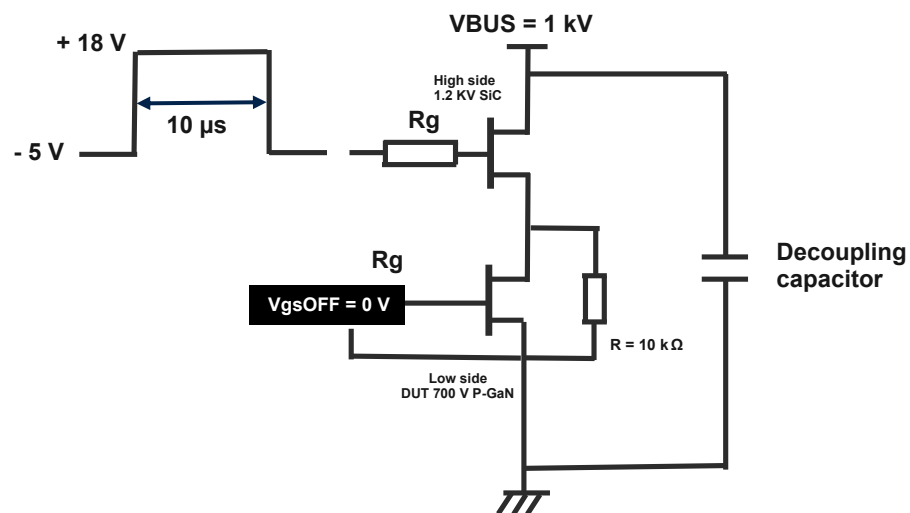 VBUS = 1 kV
+ 18 V
High side
1.2 KV SiC
Rg
10 µs
- 5 V
Decoupling
capacitor
Rg
VgsOFF = 0 V
R = 10 k Ω
Low side
DUT 700 V P-GaN